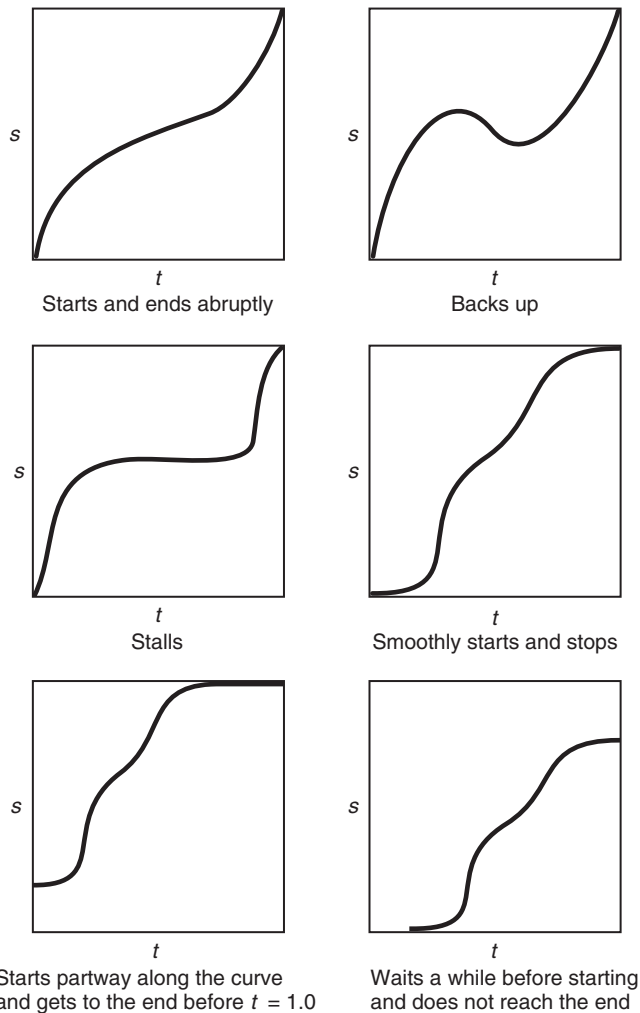 s
s
t
t
Starts and ends abruptly
Backs up
s
s
t
t
Stalls
Smoothly starts and stops
s
s
t
t
Starts partway along the curve
and gets to the end before t = 1.0
Waits a while before starting
and does not reach the end